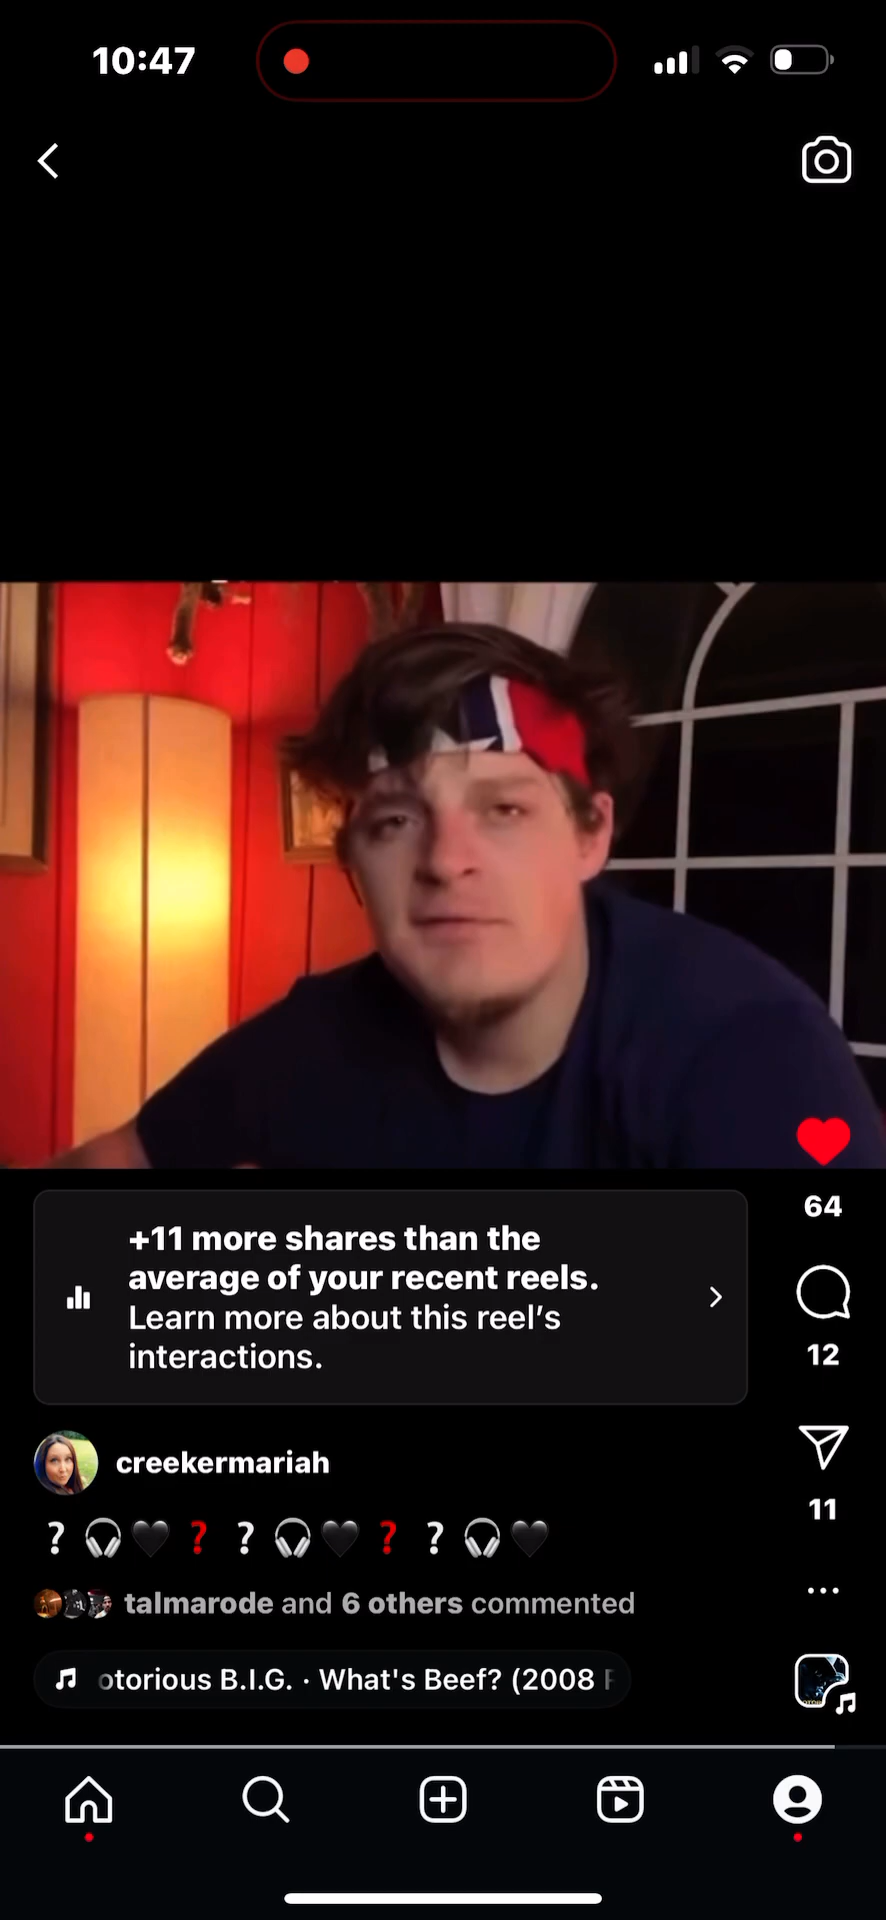 10:47
+11 more shares than the
average of your recent reels.
Learn more about this reel’s
interactions.
64
12
11
creekermariah
❔🎧🖤❓❔🎧🖤❓❔🎧🖤
talmarode and 6 others commented
otorious B.I.G. · What's Beef? (2008